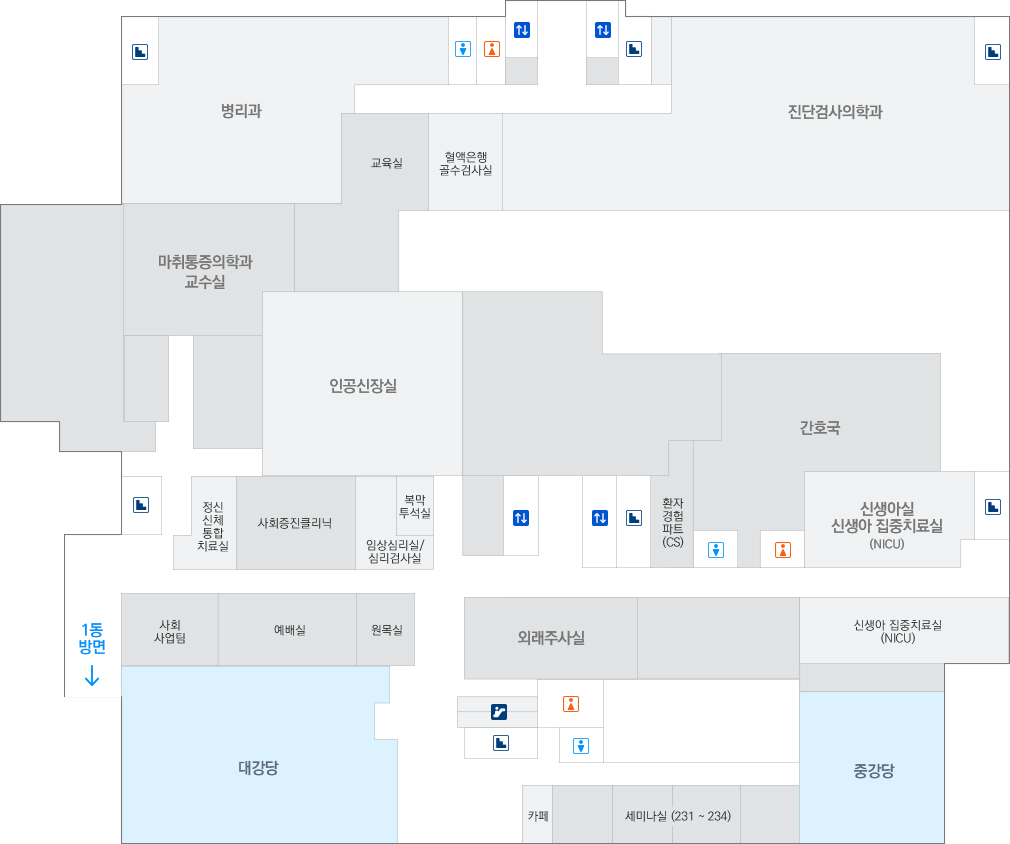 병리과
진단검사의학과
교육실
혈액은행
골수검사실
마취통증의학과
교수실
인공신장실
간호국
정신
신체
통합
치료실
사회증진클리닉
복막
투석실
임상심리실/
심리검사실
환자
경험
파트
(CS)
신생아실
신생아 집중치료실
(NICU)
1동
방면
사회
사업팀
예배실
원목실
외래주사실
신생아 집중치료실
(NICU)
대강당
중강당
카페
세미나실 (231 ~ 234)